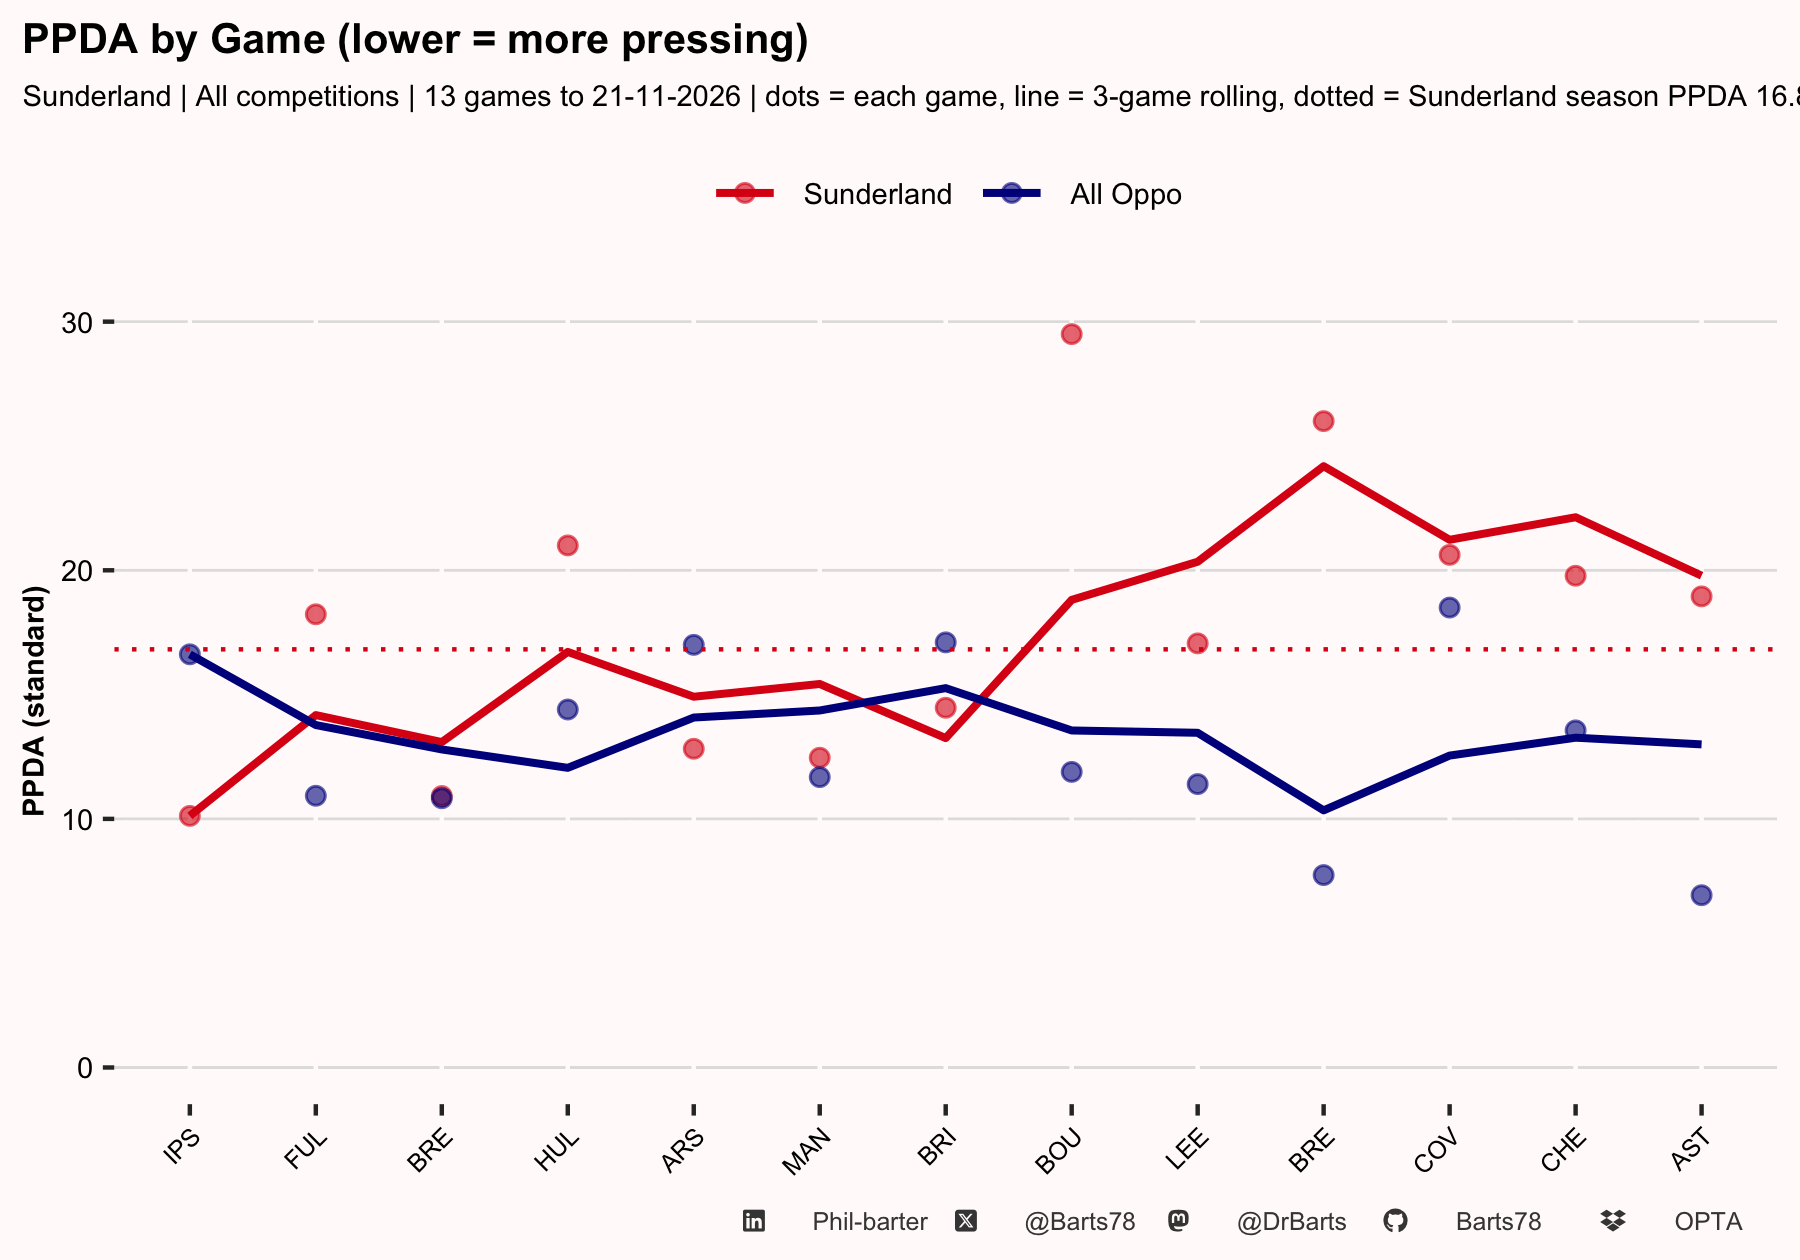 PPDA by Game (lower = more pressing)
Sunderland | All competitions | 13 games to 21-11-2026 | dots = each game, line = 3-game rolling, dotted = Sunderland season PPDA 16.8
Sunderland All Oppo
30
20
10
0
PPDA (standard)
IPS FUL BRE HUL ARS MAN BRI BOU LEE BRE COV CHE AST
Phil-barter @Barts78 @DrBarts Barts78 OPTA